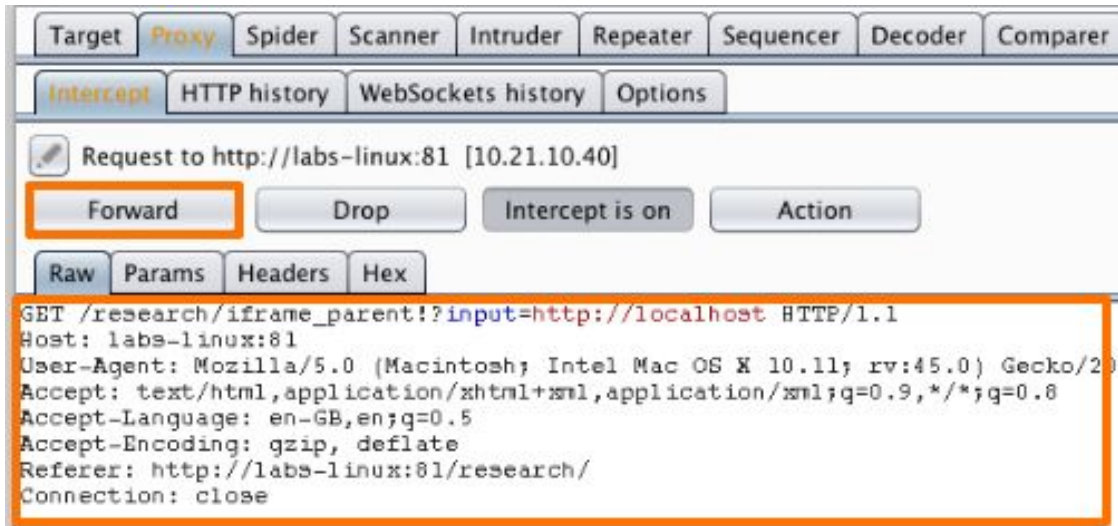 Target Proxy Spider Scanner Intruder Repeater Sequencer Decoder Comparer
Intercept HTTP history WebSockets history Options
Request to http://labs-linux:81 [10.21.10.40]
Forward Drop Intercept is on Action
Raw Params Headers Hex
GET /research/iframe_parent!?input=http://localhost HTTP/1.1
Host: labs-linux:81
User-Agent: Mozilla/5.0 (Macintosh; Intel Mac OS X 10.11; rv:45.0) Gecko/20
Accept: text/html,application/xhtml+xml,application/xml;q=0.9,*/*;q=0.8
Accept-Language: en-GB,en;q=0.5
Accept-Encoding: gzip, deflate
Referer: http://labs-linux:81/research/
Connection: close